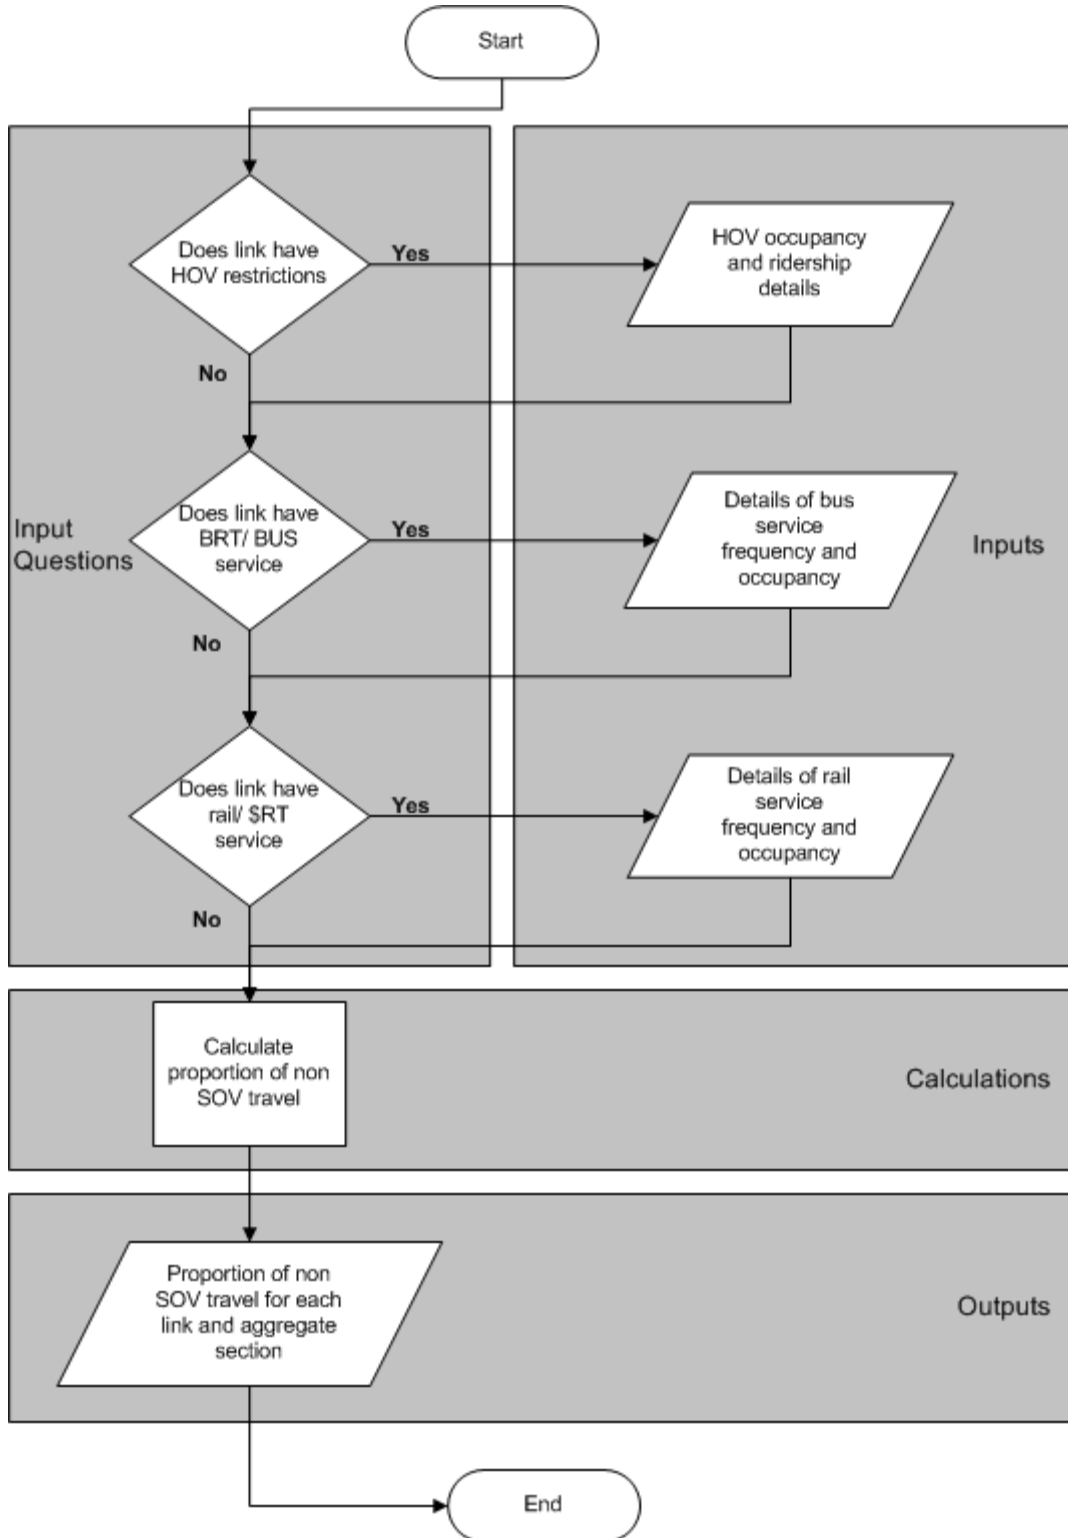 Start
Does link have
HOV restrictions
Yes
HOV occupancy
and ridership
details
No
Input
Questions
Does link have
BRT/ BUS
service
Yes
Details of bus
service
frequency and
occupancy
Inputs
No
Does link have
rail/ $RT
service
Yes
Details of rail
service
frequency and
occupancy
No
Calculate
proportion of non
SOV travel
Calculations
Proportion of non
SOV travel for each
link and aggregate
section
Outputs
End